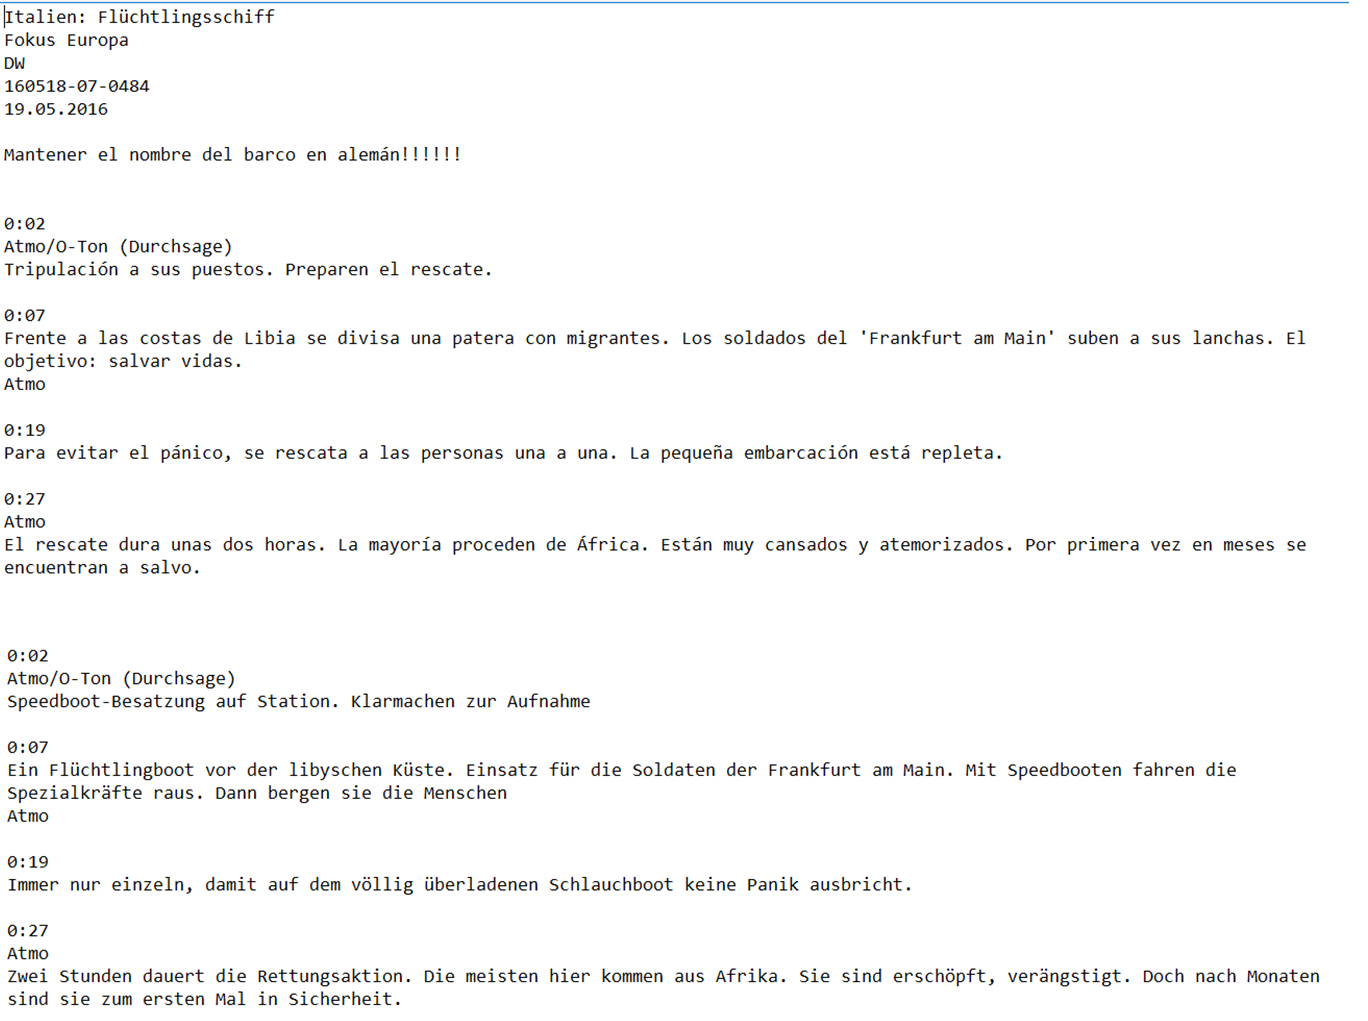 Italien: Flüchtlingsschiff
Fokus Europa
DW
160518-07-0484
19.05.2016
Mantener el nombre del barco en alemán!!!!!!
0:02
Atmo/O-Ton (Durchsage)
Tripulación a sus puestos. Preparen el rescate.
0:07
Frente a las costas de Libia se divisa una patera con migrantes. Los soldados del 'Frankfurt am Main' suben a sus lanchas. El
objetivo: salvar vidas.
Atmo
0:19
Para evitar el pánico, se rescata a las personas una a una. La pequeña embarcación está repleta.
0:27
Atmo
El rescate dura unas dos horas. La mayoría proceden de África. Están muy cansados y atemorizados. Por primera vez en meses se
encuentran a salvo.
0:02
Atmo/O-Ton (Durchsage)
Speedboot-Besatzung auf Station. Klarmachen zur Aufnahme
0:07
Ein Flüchtlingboot vor der libyschen Küste. Einsatz für die Soldaten der Frankfurt am Main. Mit Speedbooten fahren die
Spezialkräfte raus. Dann bergen sie die Menschen
Atmo
0:19
Immer nur einzeln, damit auf dem völlig überladenen Schlauchboot keine Panik ausbricht.
0:27
Atmo
Zwei Stunden dauert die Rettungsaktion. Die meisten hier kommen aus Afrika. Sie sind erschöpft, verängstigt. Doch nach Monaten
sind sie zum ersten Mal in Sicherheit.